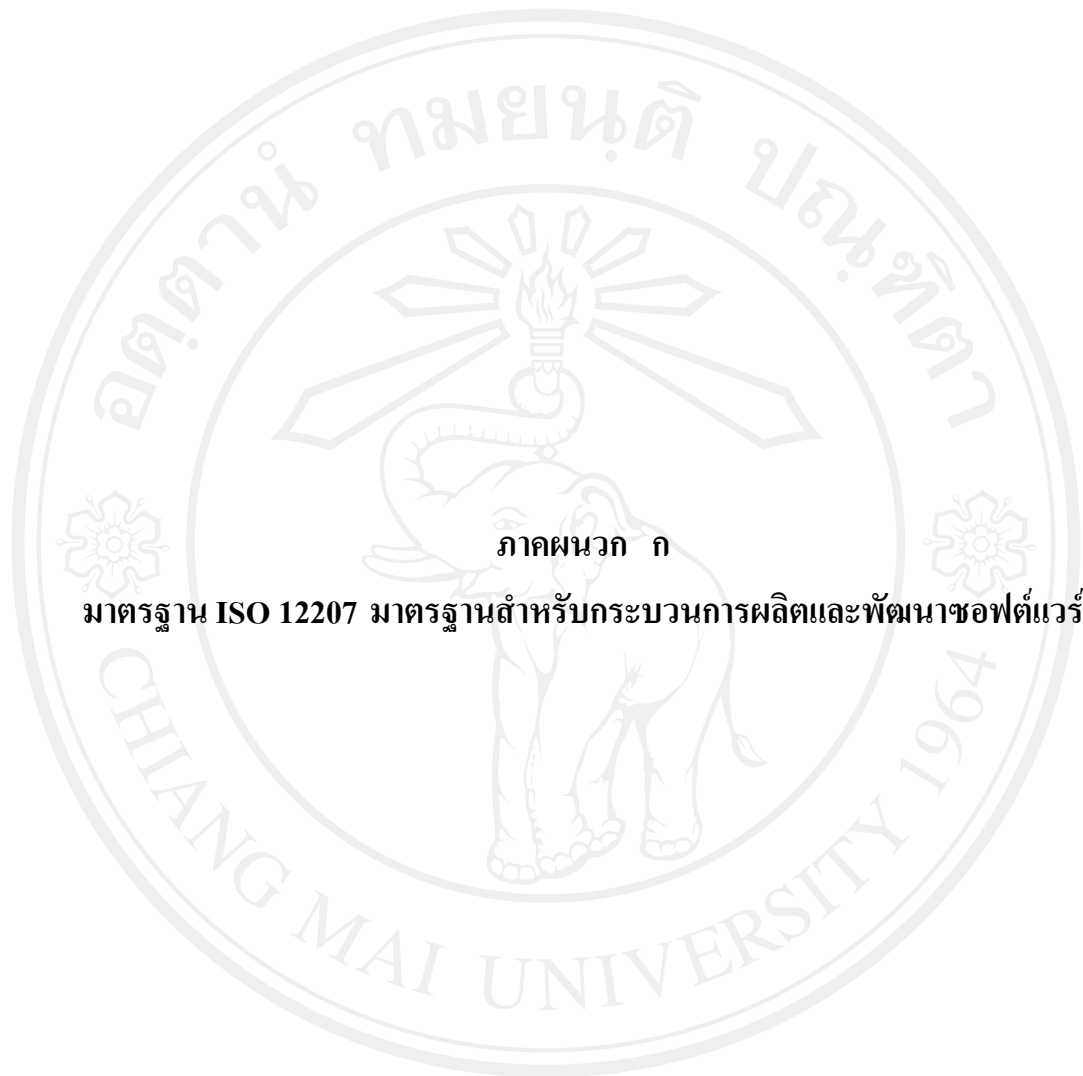 อตฺตานํ ทมยนฺติ ปณฺฑิตา
ภาคผนวก ก
มาตรฐาน ISO 12207 มาตรฐานสำหรับกระบวนการผลิตและพัฒนาซอฟต์แวร์
CHIANG MAI UNIVERSITY 1964